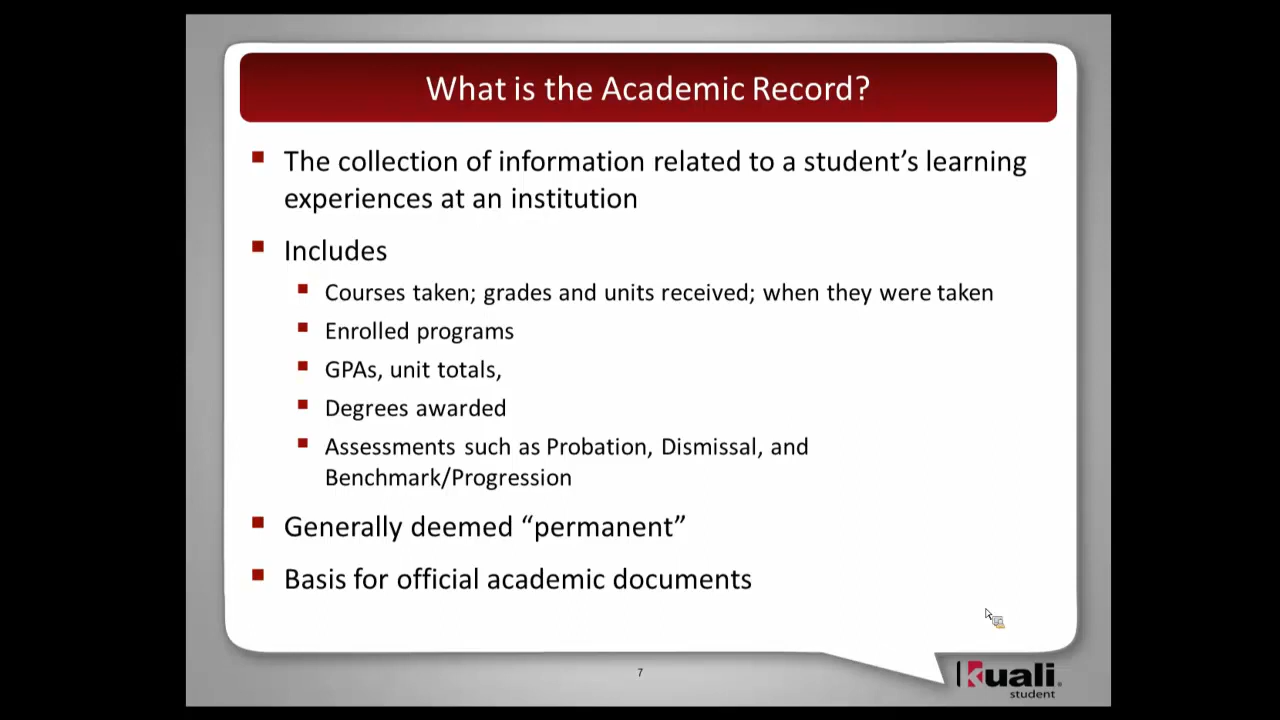 What is the Academic Record?
The collection of information related to a student’s learning
experiences at an institution
Includes
Courses taken; grades and units received; when they were taken
Enrolled programs
GPAs, unit totals,
Degrees awarded
Assessments such as Probation, Dismissal, and
Benchmark/Progression
Generally deemed “permanent”
Basis for official academic documents
7
Kuali
student